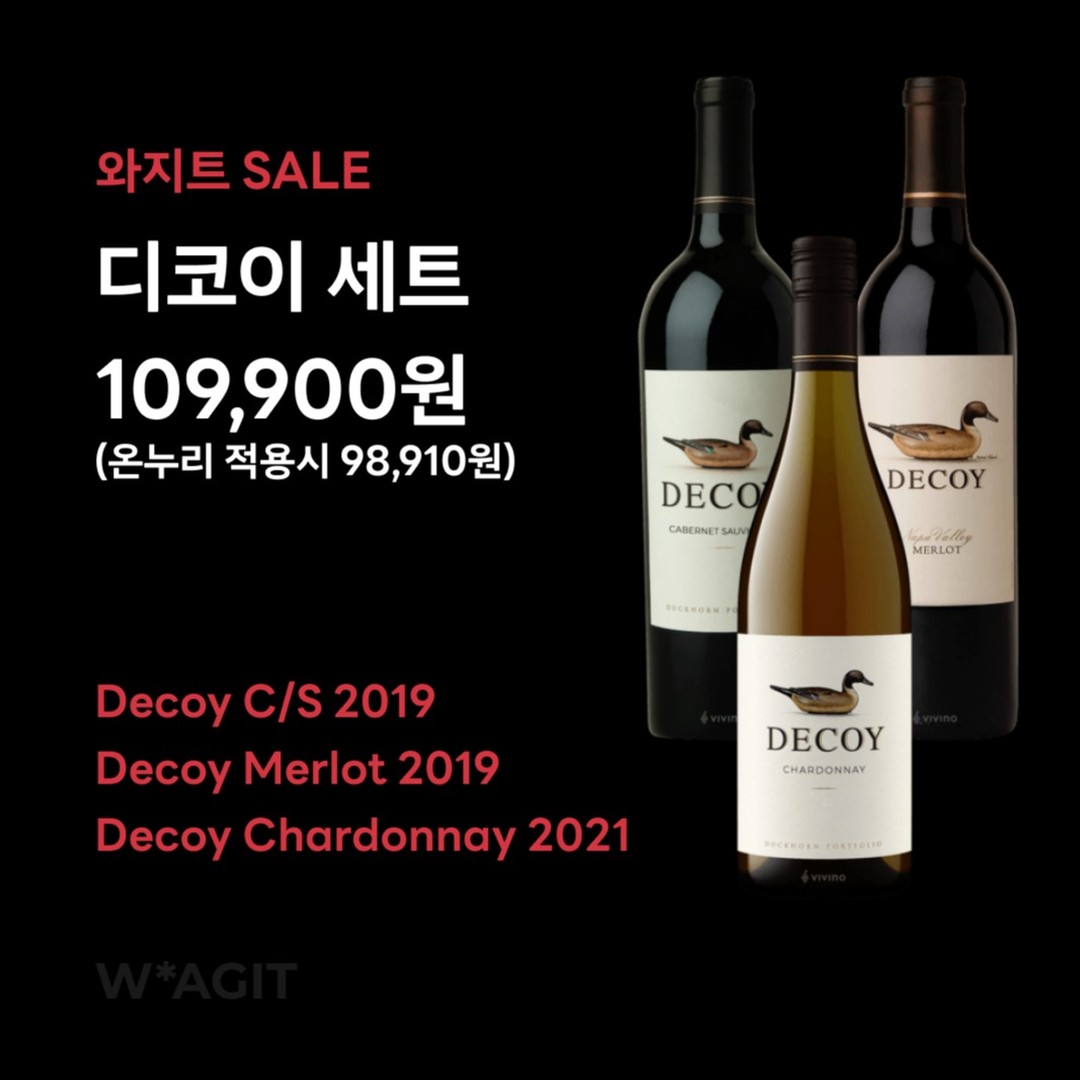 와지트 SALE
디코이 세트
109,900원
(온누리 적용시 98,910원)
Decoy C/S 2019
Decoy Merlot 2019
Decoy Chardonnay 2021
W*AGIT
DECOY
CABERNET
DUCKHORN
vivino
DECOY
Napa Valley
MERLOT
vivino
DECOY
CHARDONNAY
DUCKHORN PORTFOLIO
vivino